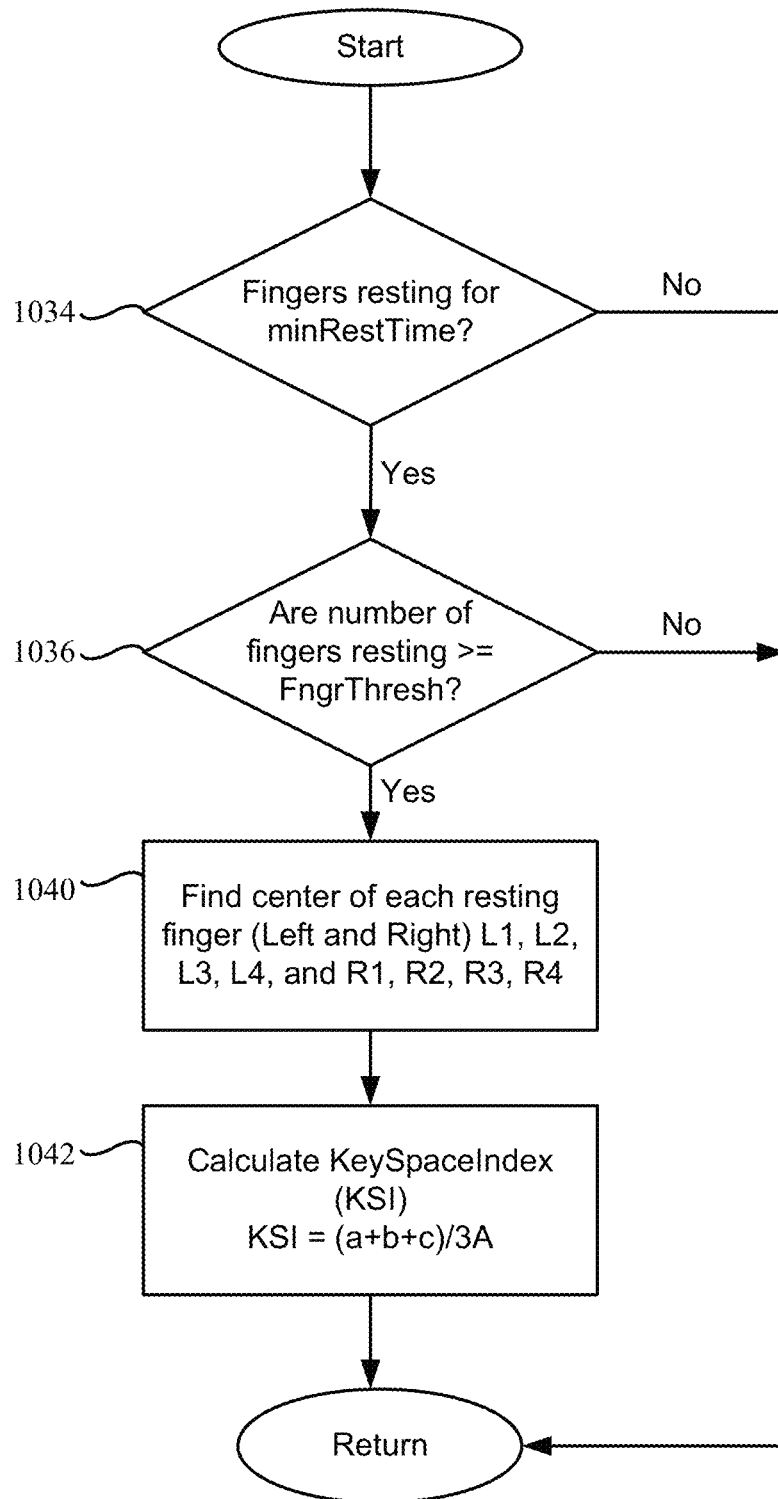 Start
1034
Fingers resting for
minRestTime?
No
Yes
1036
Are number of
fingers resting >=
FngrThresh?
No
Yes
1040
Find center of each resting
finger (Left and Right) L1, L2,
L3, L4, and R1, R2, R3, R4
1042
Calculate KeySpaceIndex
(KSI)
KSI = (a+b+c)/3A
Return